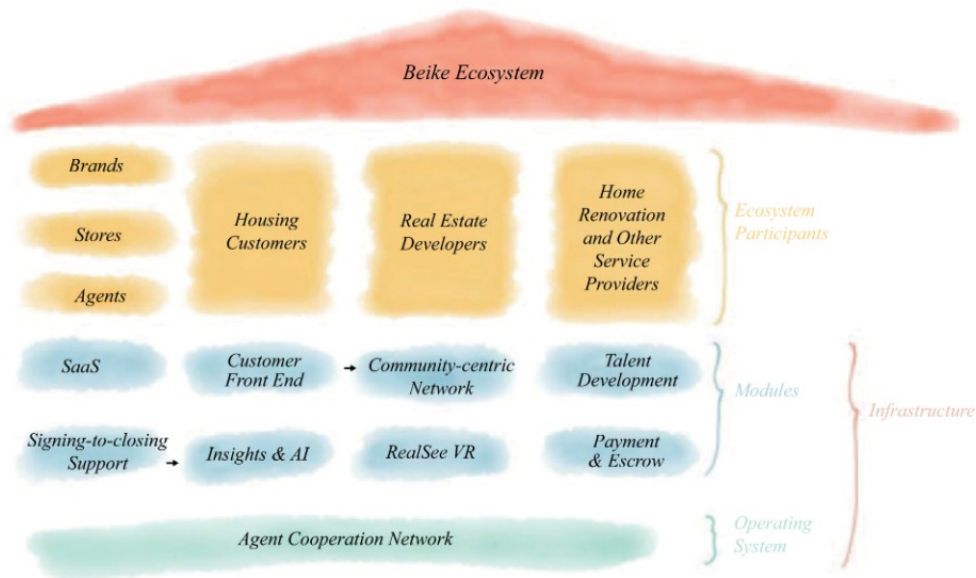 Beike Ecosystem
Brands
Stores
Agents
Housing
Customers
Real Estate
Developers
Home
Renovation
and Other
Service
Providers
Ecosystem
Participants
SaaS
Customer
Front End
Community-centric
Network
Talent
Development
Modules
Infrastructure
Signing-to-closing
Support
Insights & AI
RealSee VR
Payment
& Escrow
Agent Cooperation Network
Operating
System